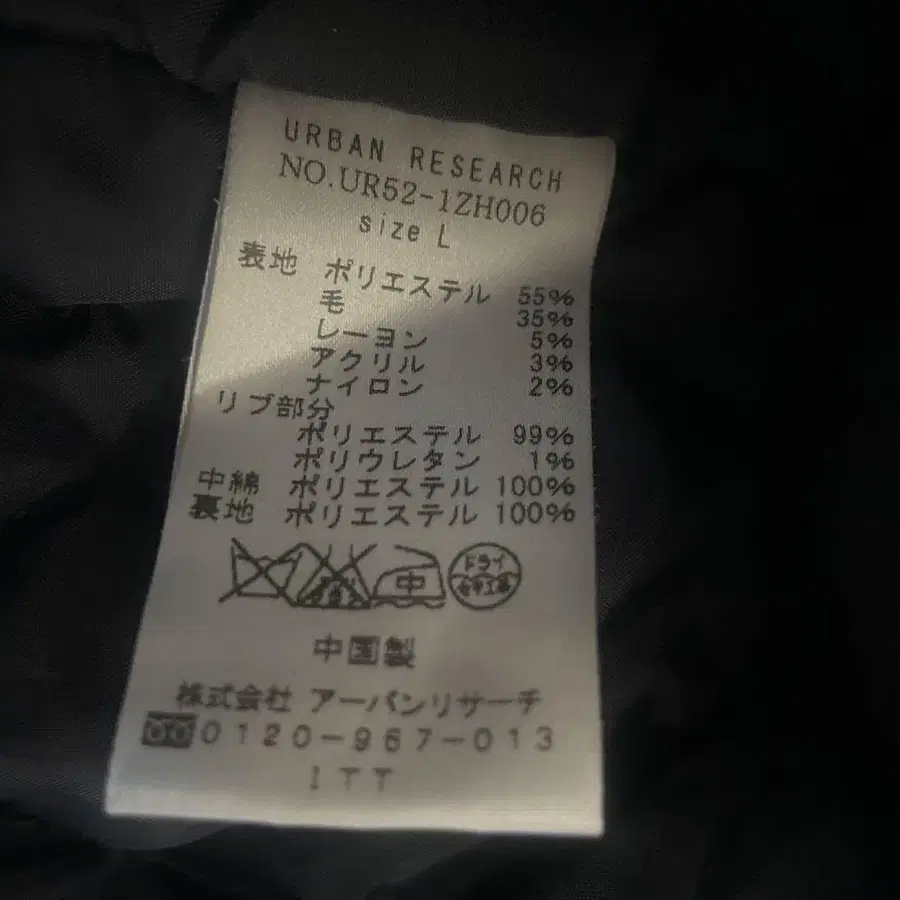 URBAN RESEARCH
NO.UR52-1ZH006
size L
表地 ポリエステル 55%
毛 35%
レーヨン 5%
アクリル 3%
ナイロン 2%
リブ部分
ポリエステル 99%
ポリウレタン 1%
中綿 ポリエステル 100%
裏地 ポリエステル 100%
中 ドライ
中国製
株式会社 アーバンリサーチ
0120-967-013
ITT